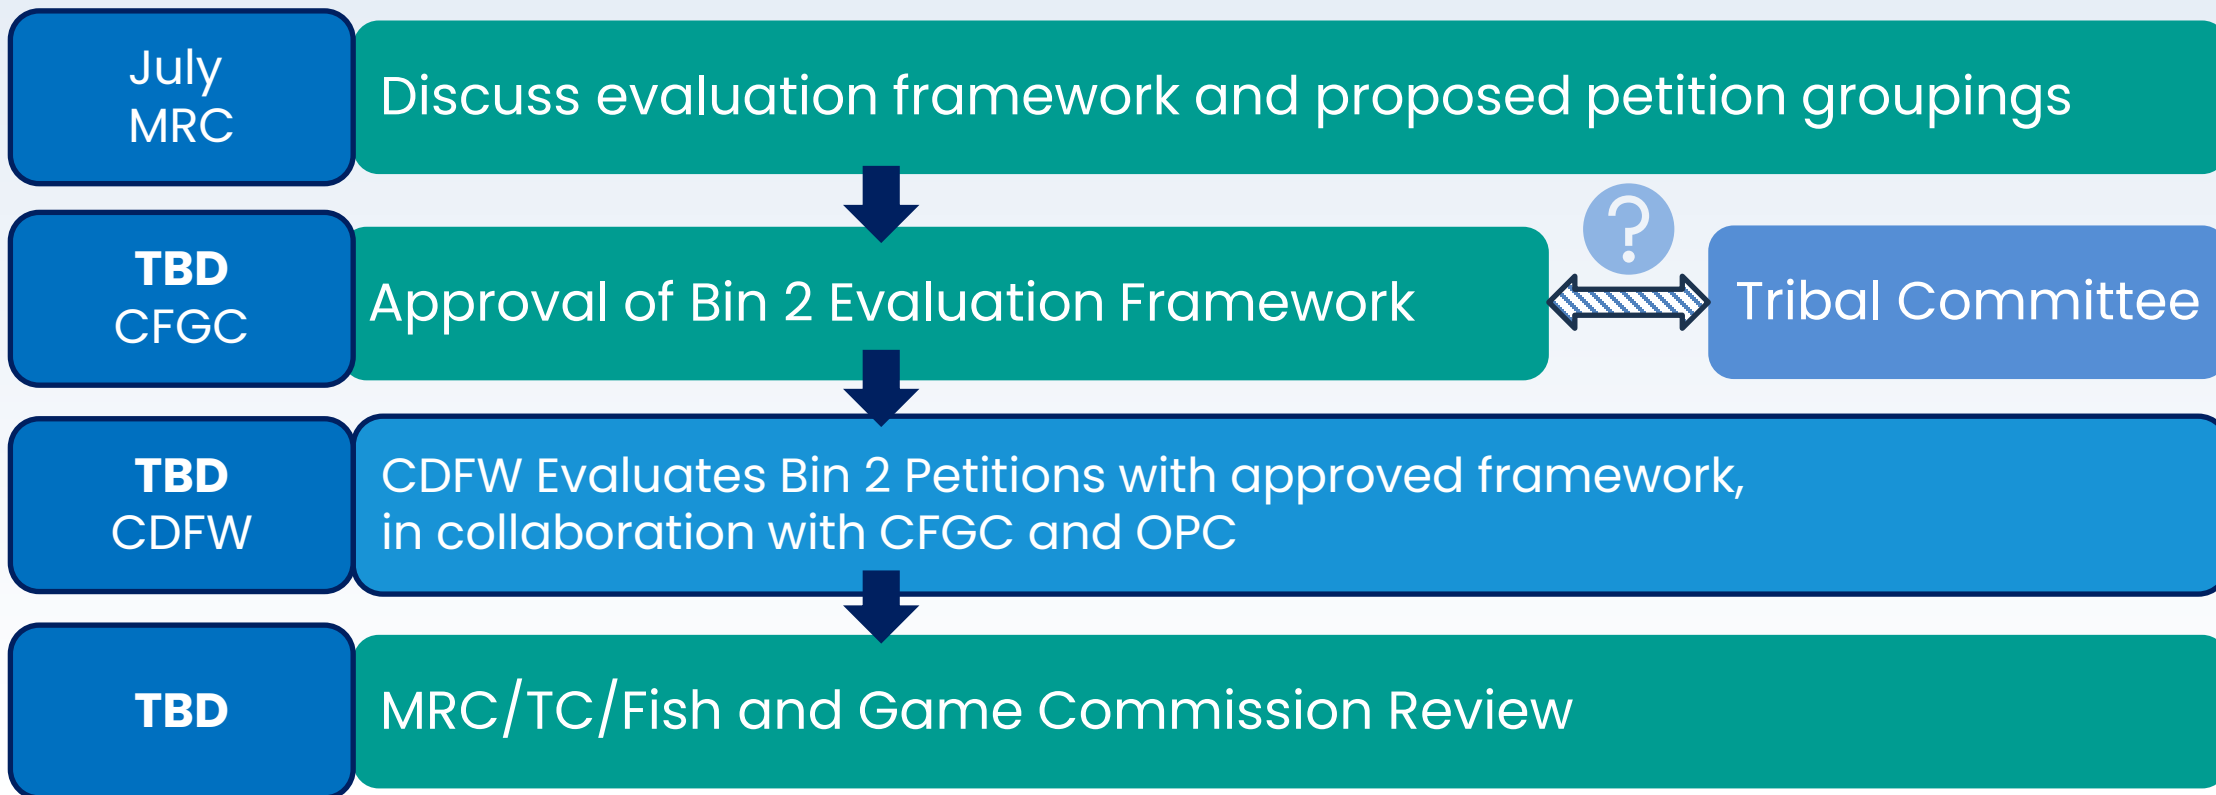 July
MRC
Discuss evaluation framework and proposed petition groupings
TBD
CFGC
Approval of Bin 2 Evaluation Framework
?
Tribal Committee
TBD
CDFW
CDFW Evaluates Bin 2 Petitions with approved framework,
in collaboration with CFGC and OPC
TBD
MRC/TC/Fish and Game Commission Review